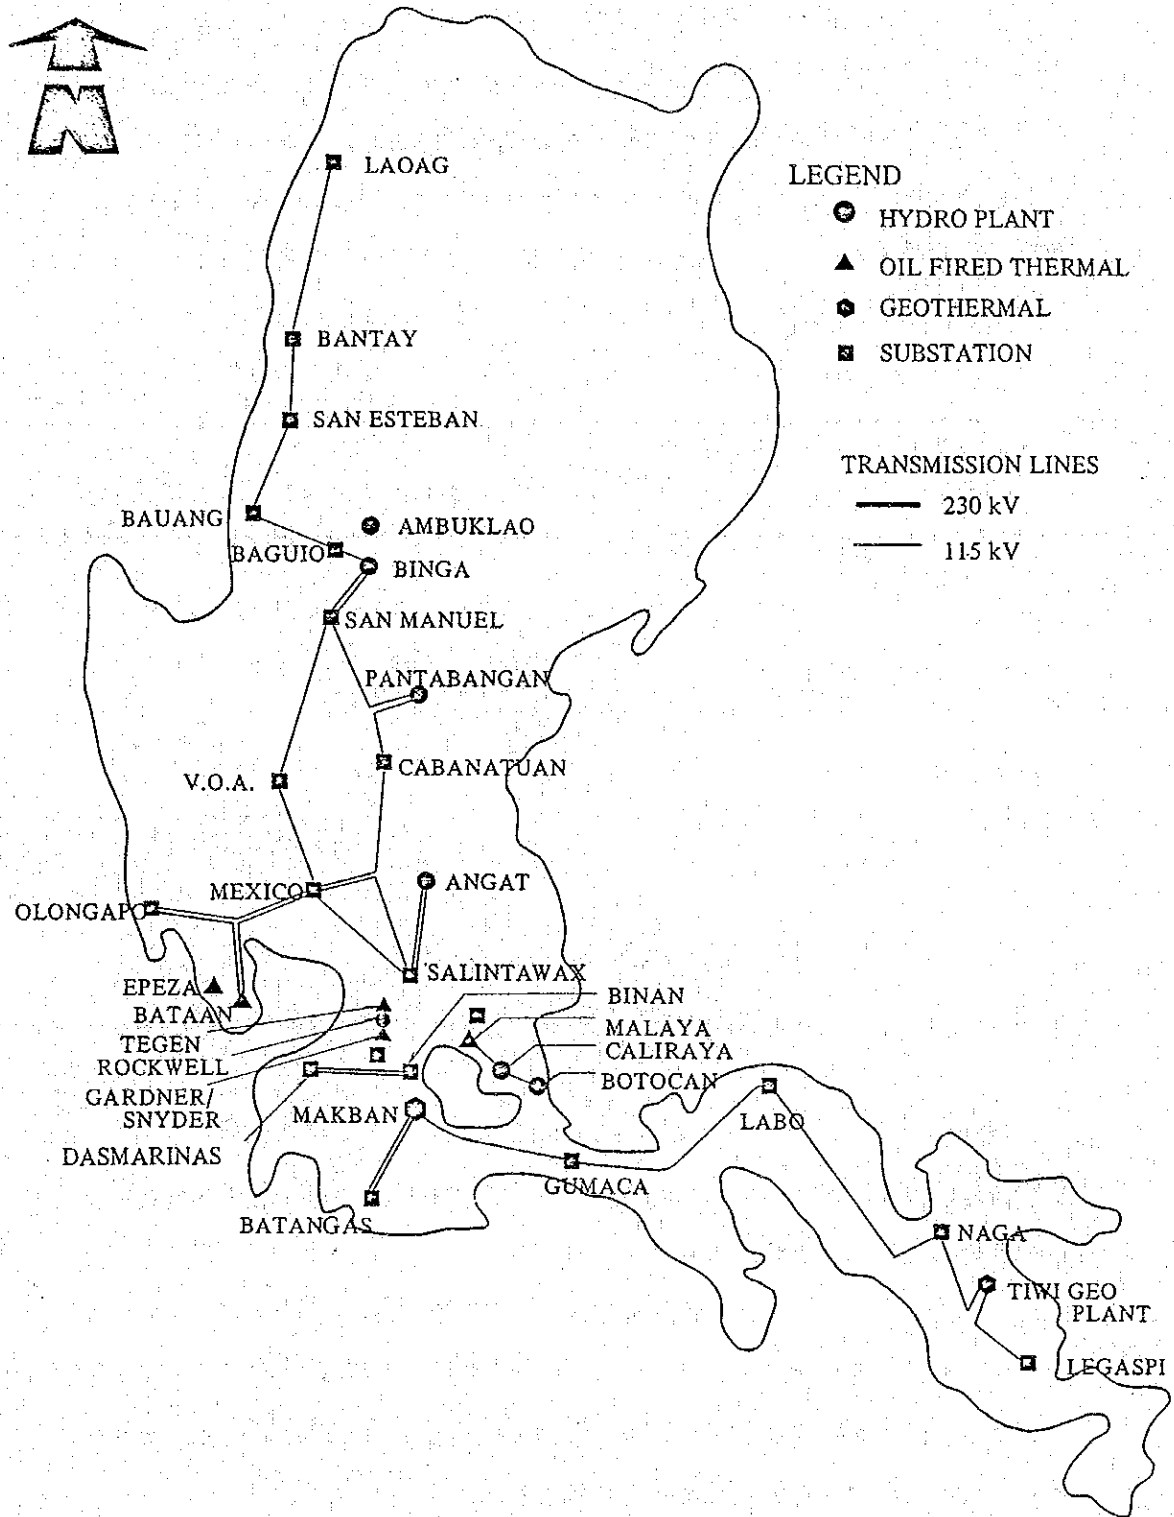 N
LAOAG
LEGEND
HYDRO PLANT
OIL FIRED THERMAL
GEOTHERMAL
SUBSTATION
BANTAY
SAN ESTEBAN
TRANSMISSION LINES
230 kV
115 kV
BAUANG
AMBUKLAO
BAGUIO
BINGA
SAN MANUEL
PANTABANGAN
CABANATUAN
V.O.A.
MEXICO
ANGAT
OLONGAPO
SALINTAWAX
EPEZA
BATAAN
TEGEN
ROCKWELL
GARDNER/
SNYDER
DASMARINAS
BINAN
MALAYA
CALIRAYA
BOTOCAN
MAKBAN
LABO
GUMACA
BATANGAS
NAGA
TIWI GEO
PLANT
LEGASPI